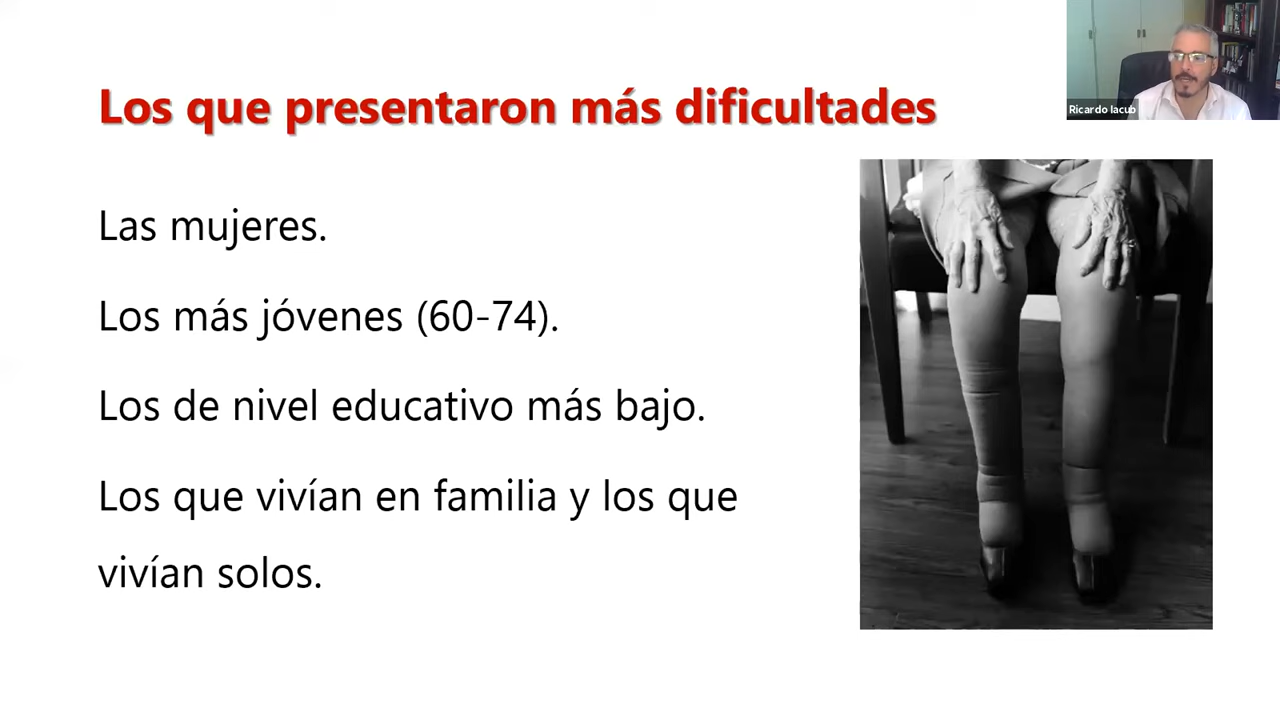 Los que presentaron más dificultades
Ricardo Iacub
Las mujeres.
Los más jóvenes (60-74).
Los de nivel educativo más bajo.
Los que vivían en familia y los que
vivían solos.